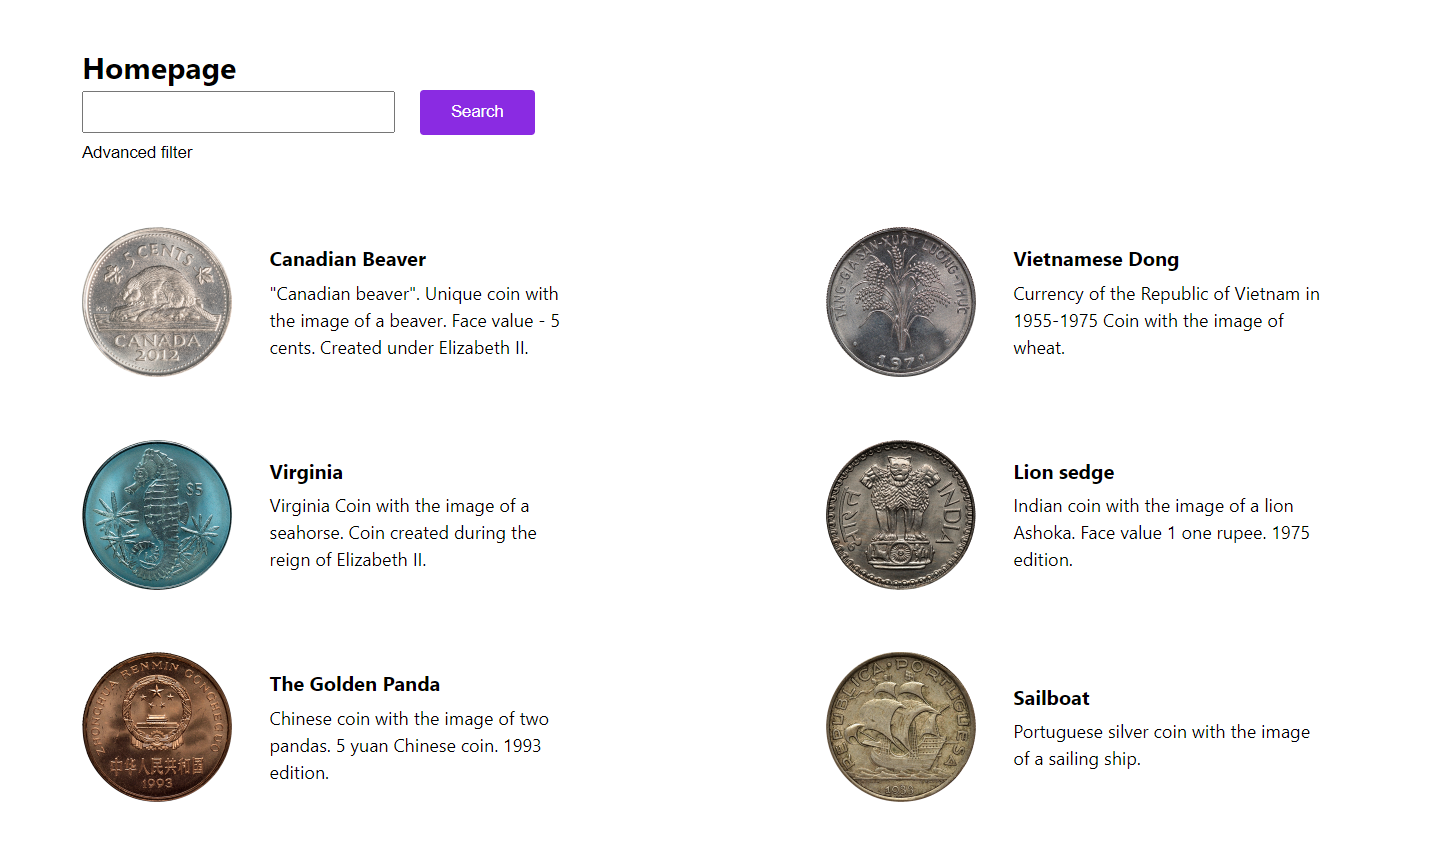 Homepage
Search
Advanced filter
5 CENTS
CANADA
2012
Canadian Beaver
"Canadian beaver". Unique coin with
the image of a beaver. Face value - 5
cents. Created under Elizabeth II.
TĂNG-GIA SẢN-XUẤT LƯƠNG-THỰC
1971
Vietnamese Dong
Currency of the Republic of Vietnam in
1955-1975 Coin with the image of
wheat.
$5
Virginia
Virginia Coin with the image of a
seahorse. Coin created during the
reign of Elizabeth II.
भारत
INDIA
Lion sedge
Indian coin with the image of a lion
Ashoka. Face value 1 one rupee. 1975
edition.
ZHONGHUA RENMIN GONGHEGUO
中华人民共和国
1993
The Golden Panda
Chinese coin with the image of two
pandas. 5 yuan Chinese coin. 1993
edition.
REPUBLICA·PORTUGUESA
Sailboat
Portuguese silver coin with the image
of a sailing ship.